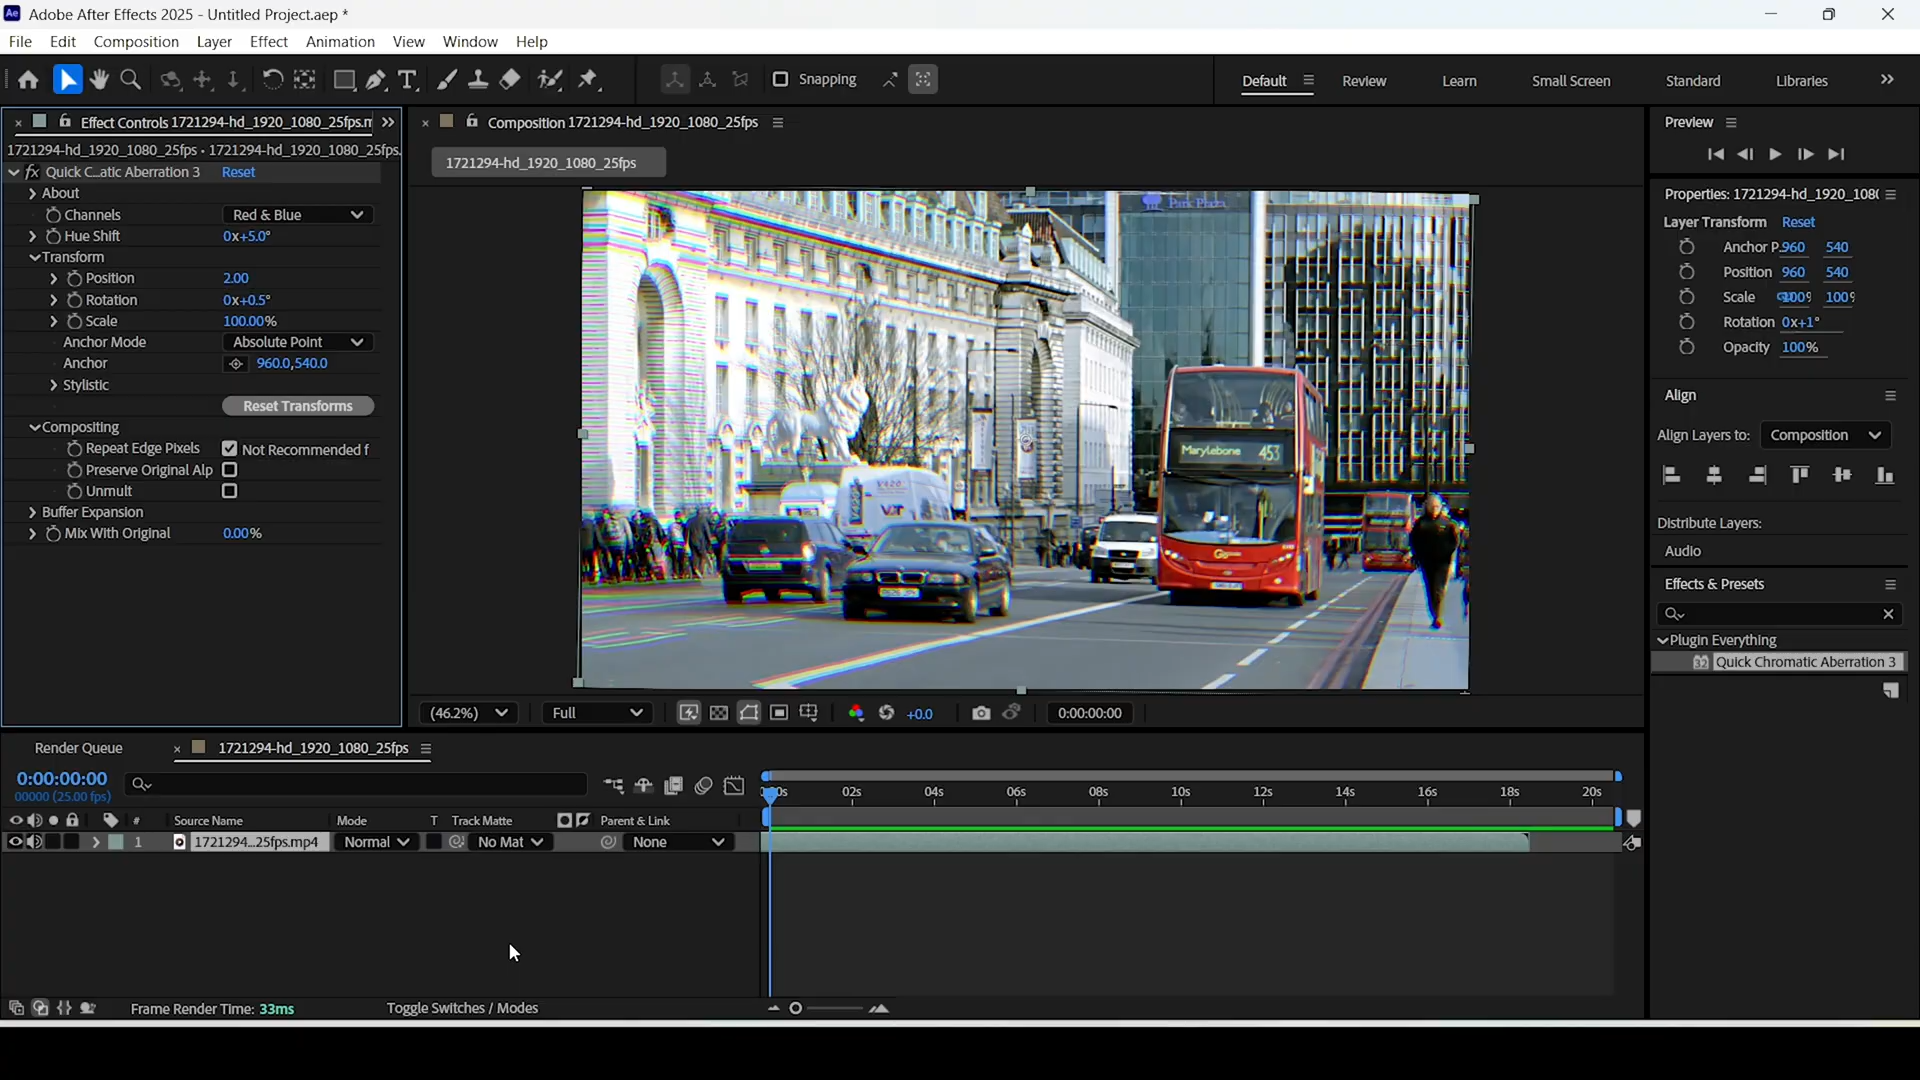 Ae Adobe After Effects 2025 - Untitled Project.aep *
File Edit Composition Layer Effect Animation View Window Help
Snapping
Default Review Learn Small Screen Standard Libraries
Effect Controls 1721294-hd_1920_1080_25fps.m
1721294-hd_1920_1080_25fps • 1721294-hd_1920_1080_25fps.
fx Quick C...atic Aberration 3 Reset
About
Channels Red & Blue
Hue Shift 0x+5.0°
Transform
Position 2.00
Rotation 0x+0.5°
Scale 100.00%
Anchor Mode Absolute Point
Anchor 960.0,540.0
Stylistic
Reset Transforms
Compositing
Repeat Edge Pixels Not Recommended f
Preserve Original Alp
Unmult
Buffer Expansion
Mix With Original 0.00%
Composition 1721294-hd_1920_1080_25fps
1721294-hd_1920_1080_25fps
Park Plaza
Marylebone 453
(46.2%) Full +0.0 0:00:00:00
Preview
Properties: 1721294-hd_1920_108(
Layer Transform Reset
Anchor P. 960 540
Position 960 540
Scale 100% 100%
Rotation 0x+1°
Opacity 100%
Align
Align Layers to: Composition
Distribute Layers:
Audio
Effects & Presets
Plugin Everything
32 Quick Chromatic Aberration 3
Render Queue 1721294-hd_1920_1080_25fps
0:00:00:00
00000 (25.00 fps)
02s 04s 06s 08s 10s 12s 14s 16s 18s 20s
# Source Name Mode T Track Matte Parent & Link
1 1721294...25fps.mp4 Normal No Mat None
Frame Render Time: 33ms Toggle Switches / Modes